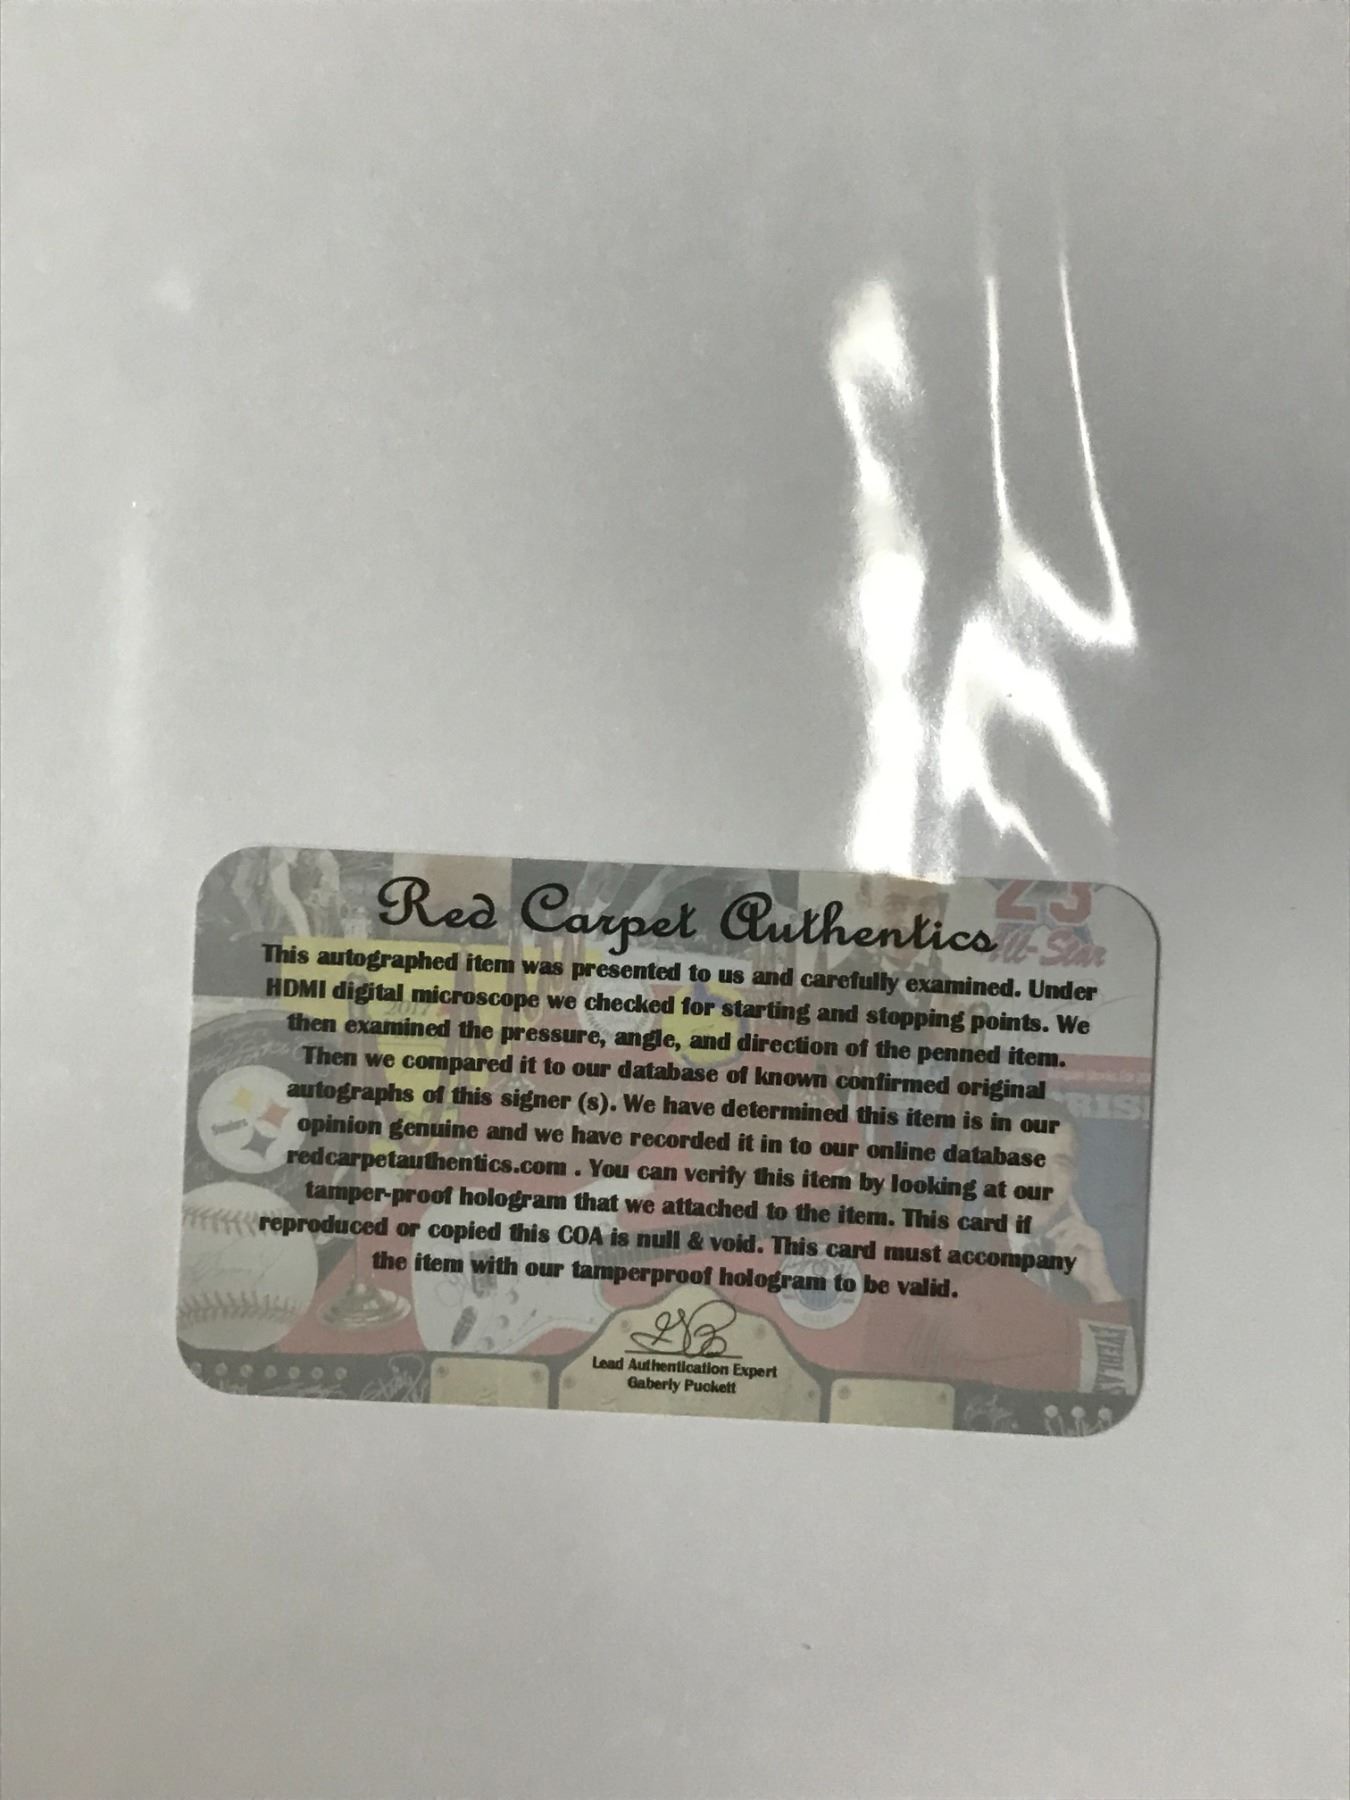 Red Carpet Authentics
This autographed item was presented to us and carefully examined. Under
HDMI digital microscope we checked for starting and stopping points. We
then examined the pressure, angle, and direction of the penned item.
Then we compared it to our database of known confirmed original
autographs of this signer (s). We have determined this item is in our
opinion genuine and we have recorded it in to our online database
redcarpetauthentics.com . You can verify this item by looking at our
tamper-proof hologram that we attached to the item. This card if
reproduced or copied this COA is null & void. This card must accompany
the item with our tamperproof hologram to be valid.
Lead Authentication Expert
Gaberly Puckett
23
All-Star
2017